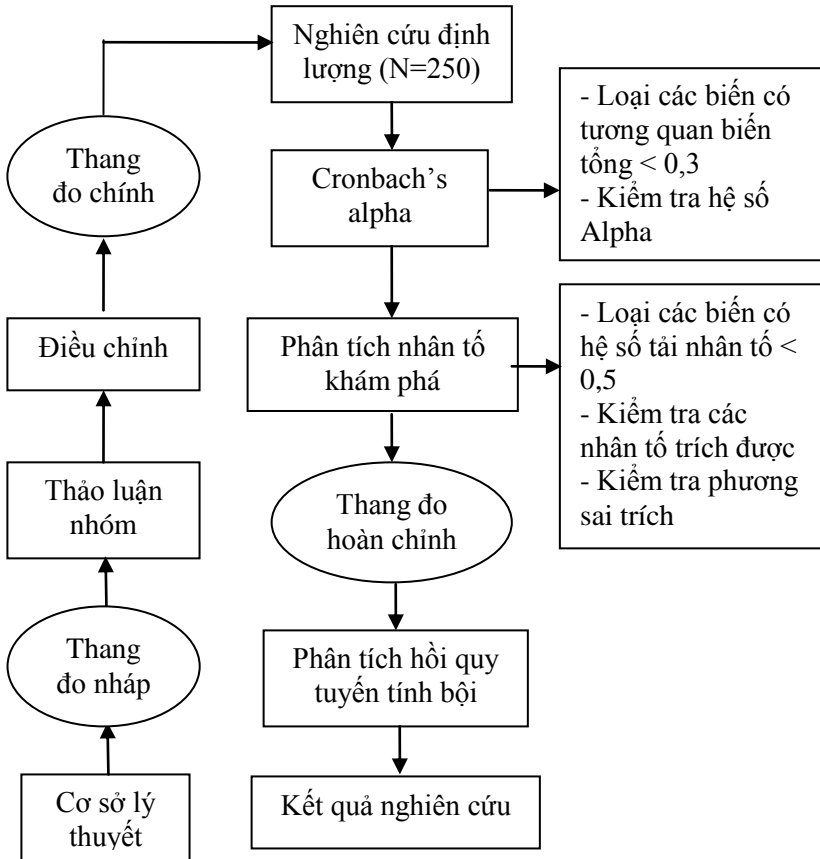 Nghiên cứu định
lượng (N=250)
- Loại các biến có
tương quan biến
tổng < 0,3
- Kiểm tra hệ số
Alpha
Thang
đo chính
Cronbach’s
alpha
Điều chỉnh
Phân tích nhân tố
khám phá
- Loại các biến có
hệ số tải nhân tố <
0,5
- Kiểm tra các
nhân tố trích được
- Kiểm tra phương
sai trích
Thảo luận
nhóm
Thang đo
hoàn chỉnh
Thang
đo nháp
Phân tích hồi quy
tuyến tính bội
Cơ sở lý
thuyết
Kết quả nghiên cứu